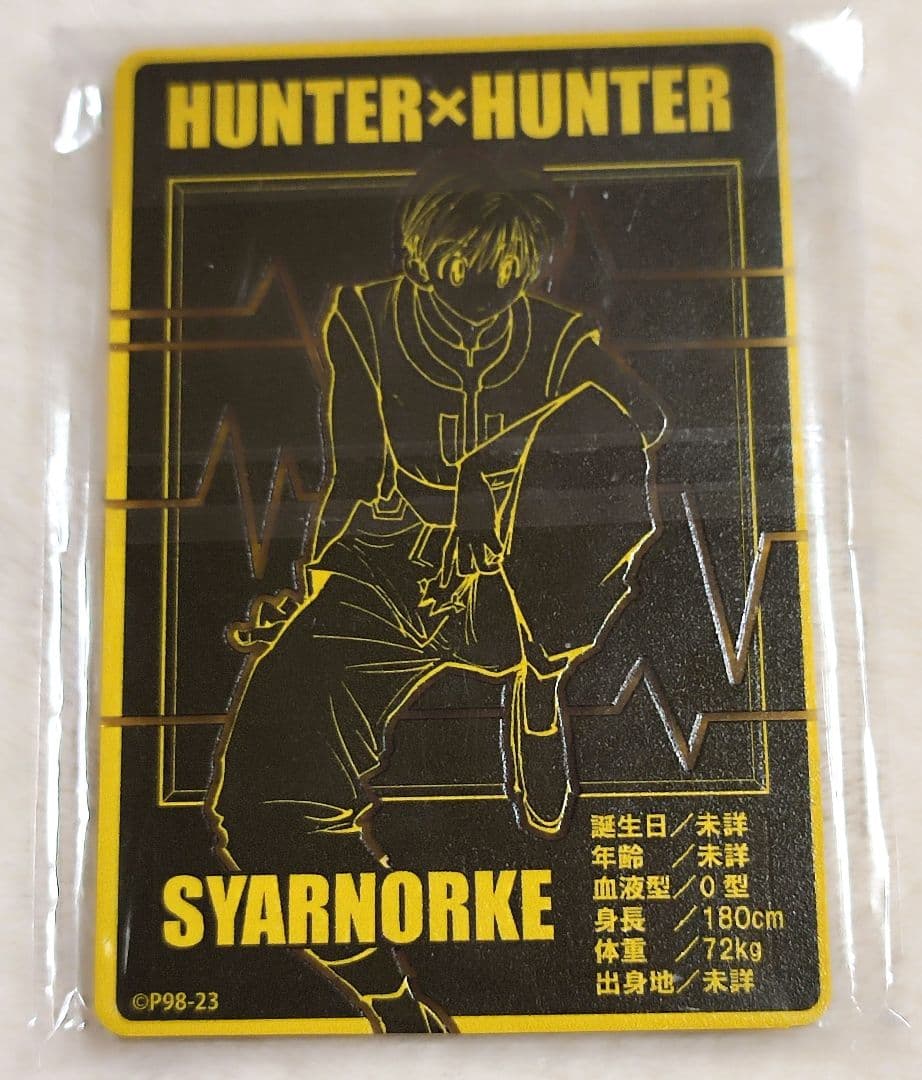 HUNTER×HUNTER
誕生日／未詳
年齢　／未詳
血液型／O 型
身長　／180cm
体重　／72kg
出身地／未詳
SYARNORKE
©P98-23